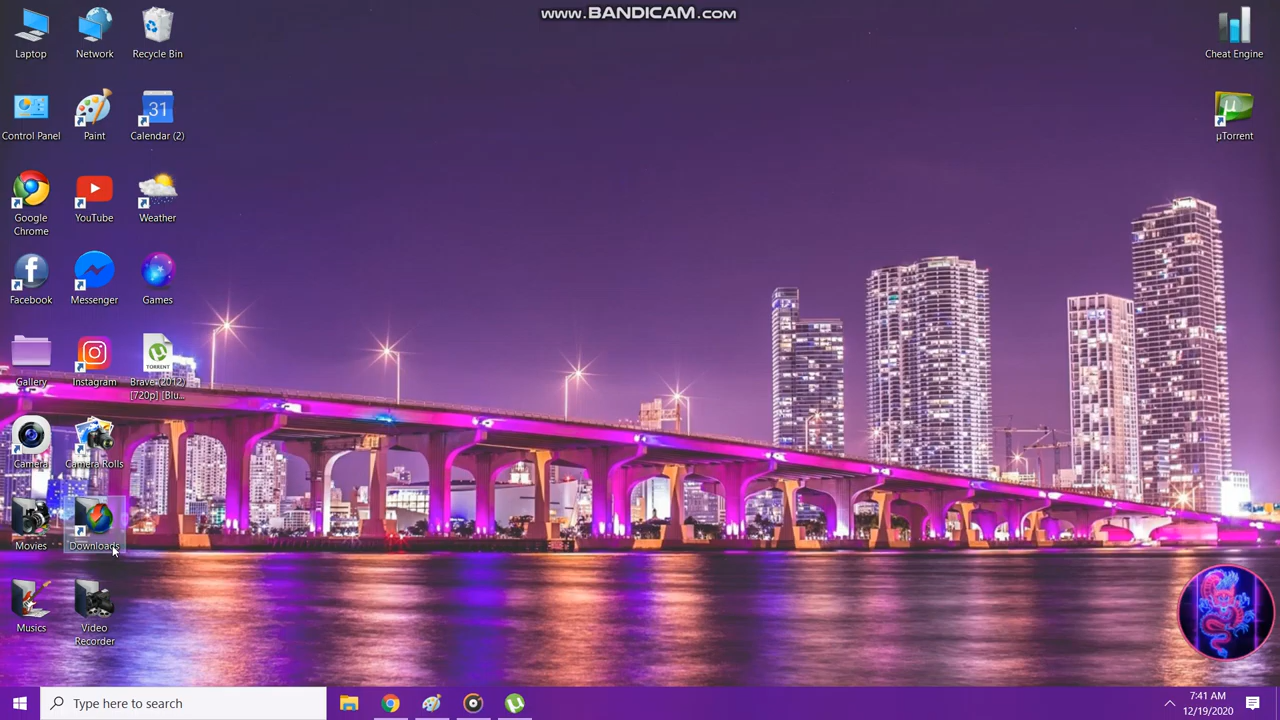 www.BANDICAM.com
Laptop
Network
Recycle Bin
Cheat Engine
Control Panel
Paint
31
Calendar (2)
µ
µTorrent
Google
Chrome
YouTube
Weather
Facebook
Messenger
Games
Gallery
Instagram
TORRENT
Brave (2012)
[720p] [Blu...
Camera
Camera Rolls
Movies
Downloads
Musics
Video
Recorder
Type here to search
7:41 AM
12/19/2020